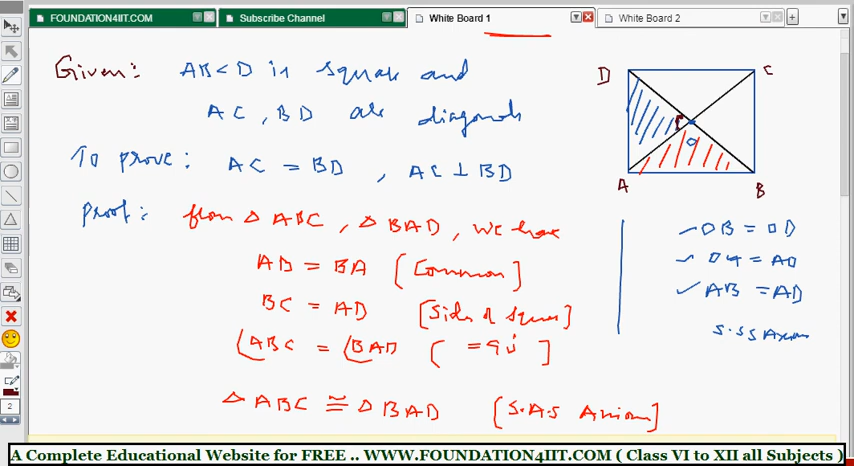 FOUNDATION4IIT.COM
Subscribe Channel
White Board 1
White Board 2
Given: ABCD is square and
AC, BD are diagonals
To prove: AC = BD , AC ⊥ BD
Proof: from Δ ABC, Δ BAD, we have
AB = BA [Common]
BC = AD [Sides of square]
∠ABC = ∠BAD [ = 90° ]
Δ ABC ≅ Δ BAD [S.A.S Axiom]
D
C
O
A
B
OB = OD
OA = AO
AB = AD
S.S.S Axiom
2
A Complete Educational Website for FREE .. WWW.FOUNDATION4IIT.COM ( Class VI to XII all Subjects )